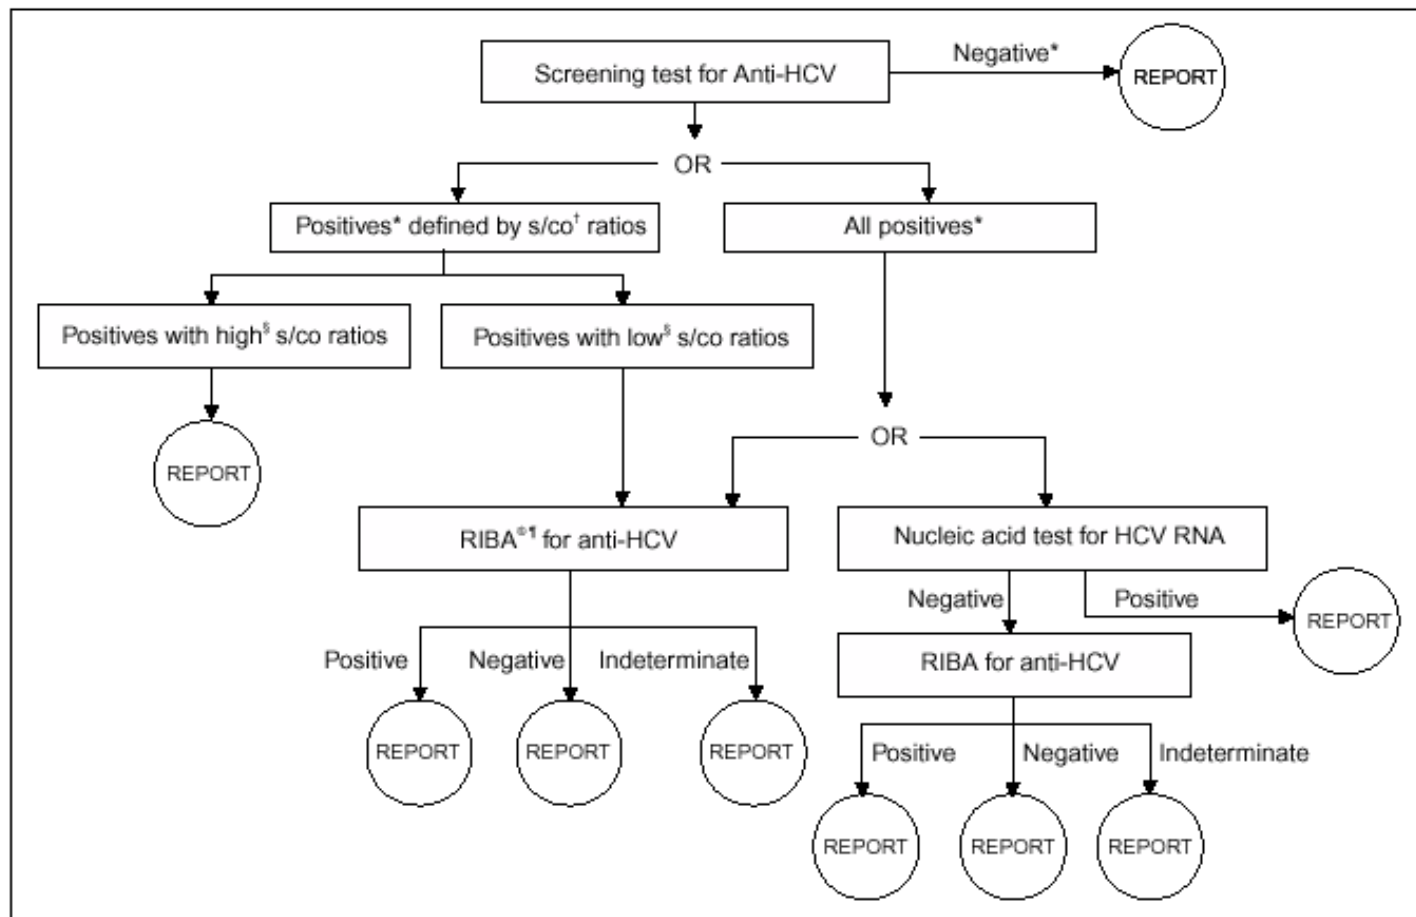 Screening test for Anti-HCV
Negative*
REPORT
OR
Positives* defined by s/co† ratios
All positives*
Positives with high§ s/co ratios
Positives with low§ s/co ratios
REPORT
OR
RIBA®¶ for anti-HCV
Nucleic acid test for HCV RNA
Negative
Positive
REPORT
RIBA for anti-HCV
Positive
Negative
Indeterminate
REPORT
REPORT
REPORT
Positive
Negative
Indeterminate
REPORT
REPORT
REPORT